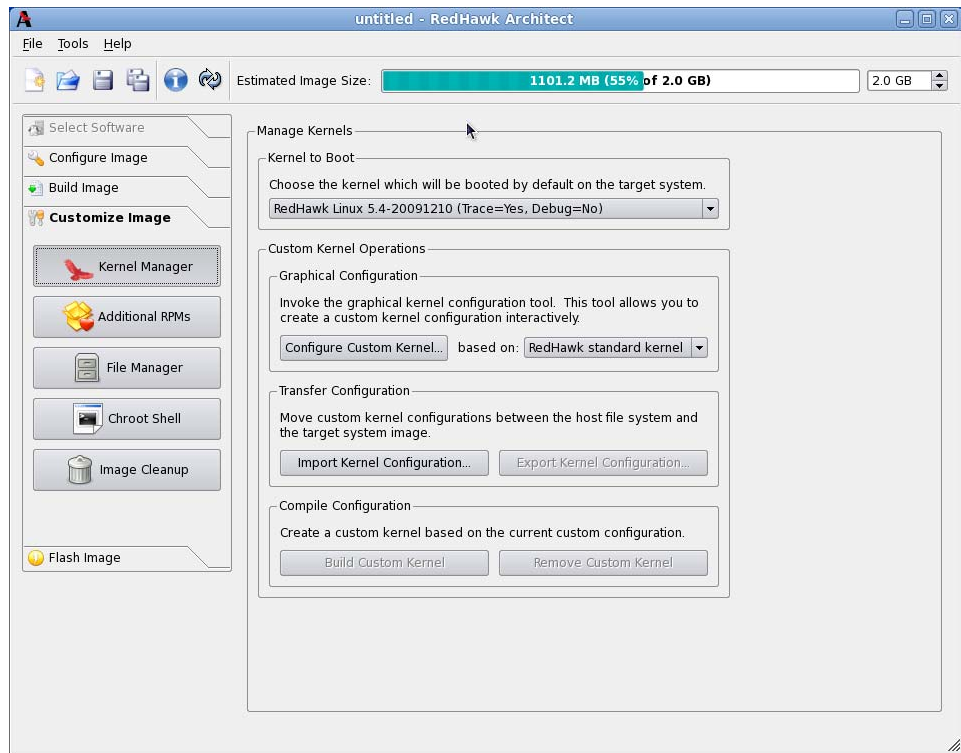 untitled - RedHawk Architect
File Tools Help
Estimated Image Size: 1101.2 MB (55% of 2.0 GB) 2.0 GB
Select Software
Configure Image
Build Image
Customize Image
Kernel Manager
Additional RPMs
File Manager
Chroot Shell
Image Cleanup
Flash Image
Manage Kernels
Kernel to Boot
Choose the kernel which will be booted by default on the target system.
RedHawk Linux 5.4-20091210 (Trace=Yes, Debug=No)
Custom Kernel Operations
Graphical Configuration
Invoke the graphical kernel configuration tool. This tool allows you to
create a custom kernel configuration interactively.
Configure Custom Kernel... based on: RedHawk standard kernel
Transfer Configuration
Move custom kernel configurations between the host file system and
the target system image.
Import Kernel Configuration... Export Kernel Configuration...
Compile Configuration
Create a custom kernel based on the current custom configuration.
Build Custom Kernel Remove Custom Kernel